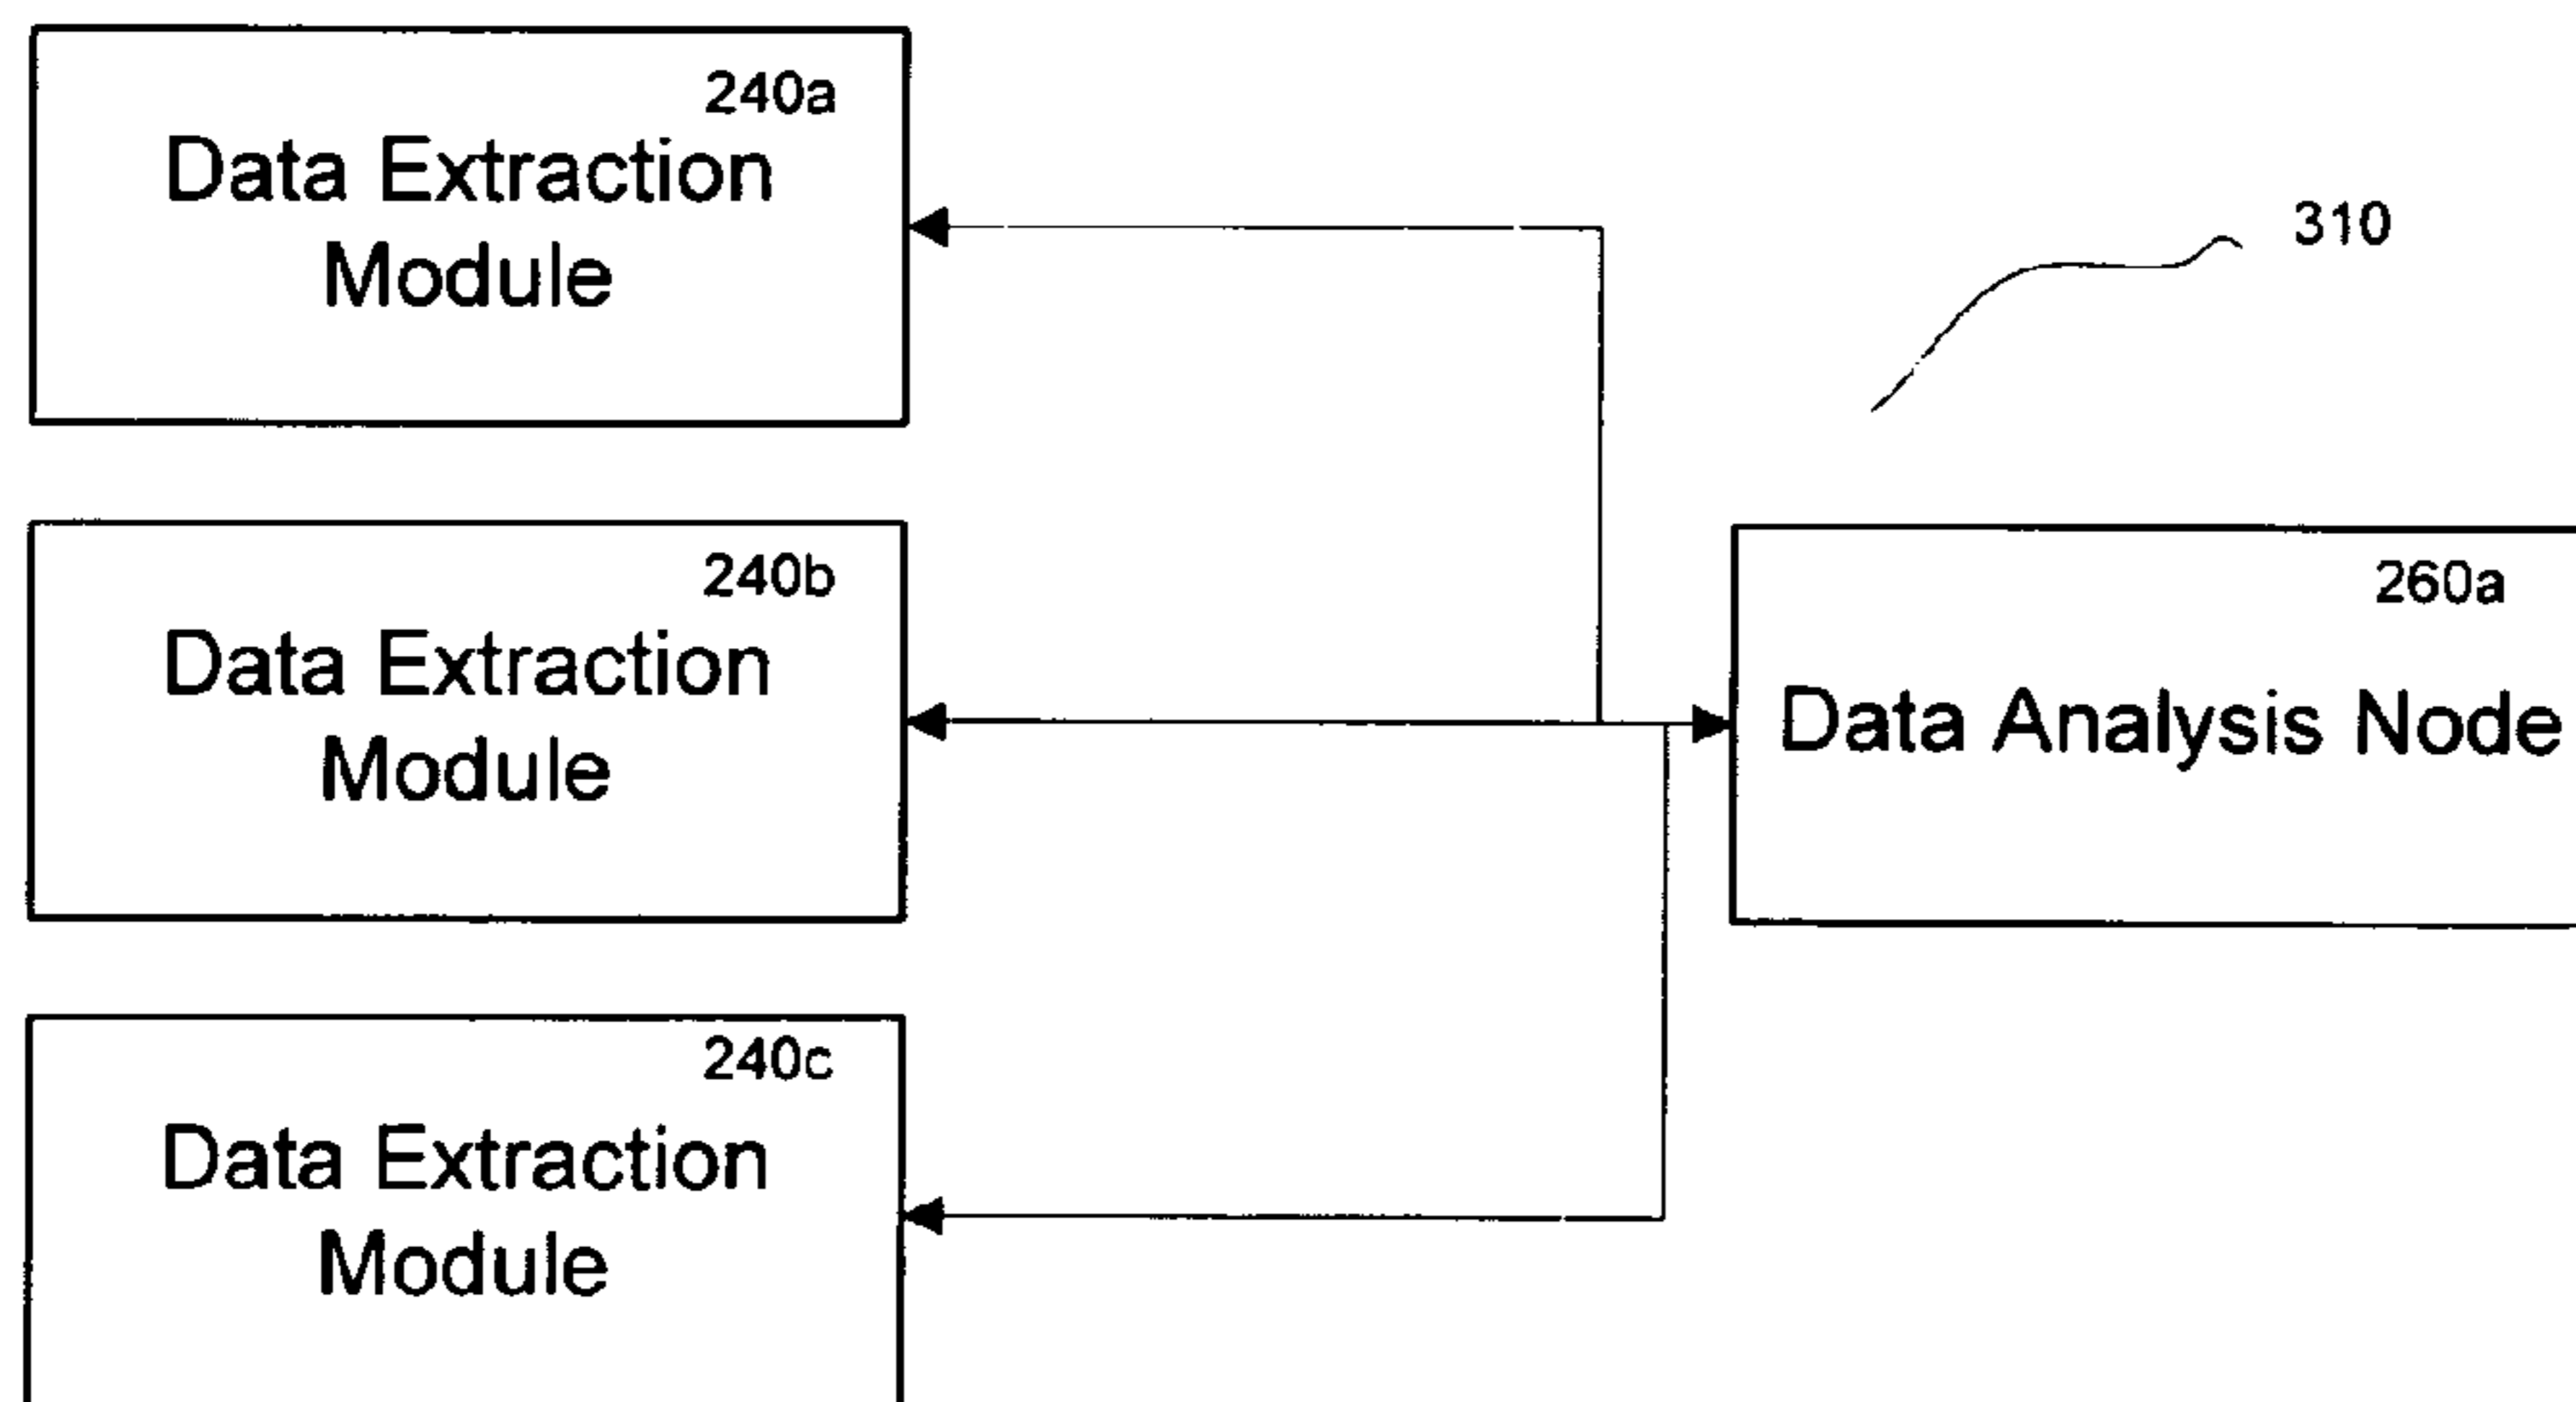 240a
Data Extraction
Module
310
240b
Data Extraction
Module
260a
Data Analysis Node
240c
Data Extraction
Module